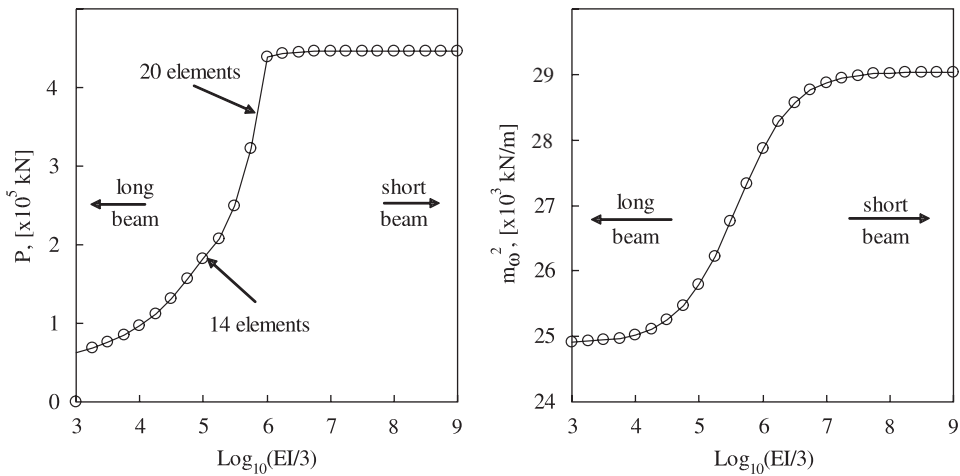 P, [x10^5 kN]
4
3
2
1
0
20 elements
long
beam
short
beam
14 elements
3 4 5 6 7 8 9
Log10(EI/3)
mω^2, [x10^3 kN/m]
29
28
27
26
25
24
long
beam
short
beam
3 4 5 6 7 8 9
Log10(EI/3)